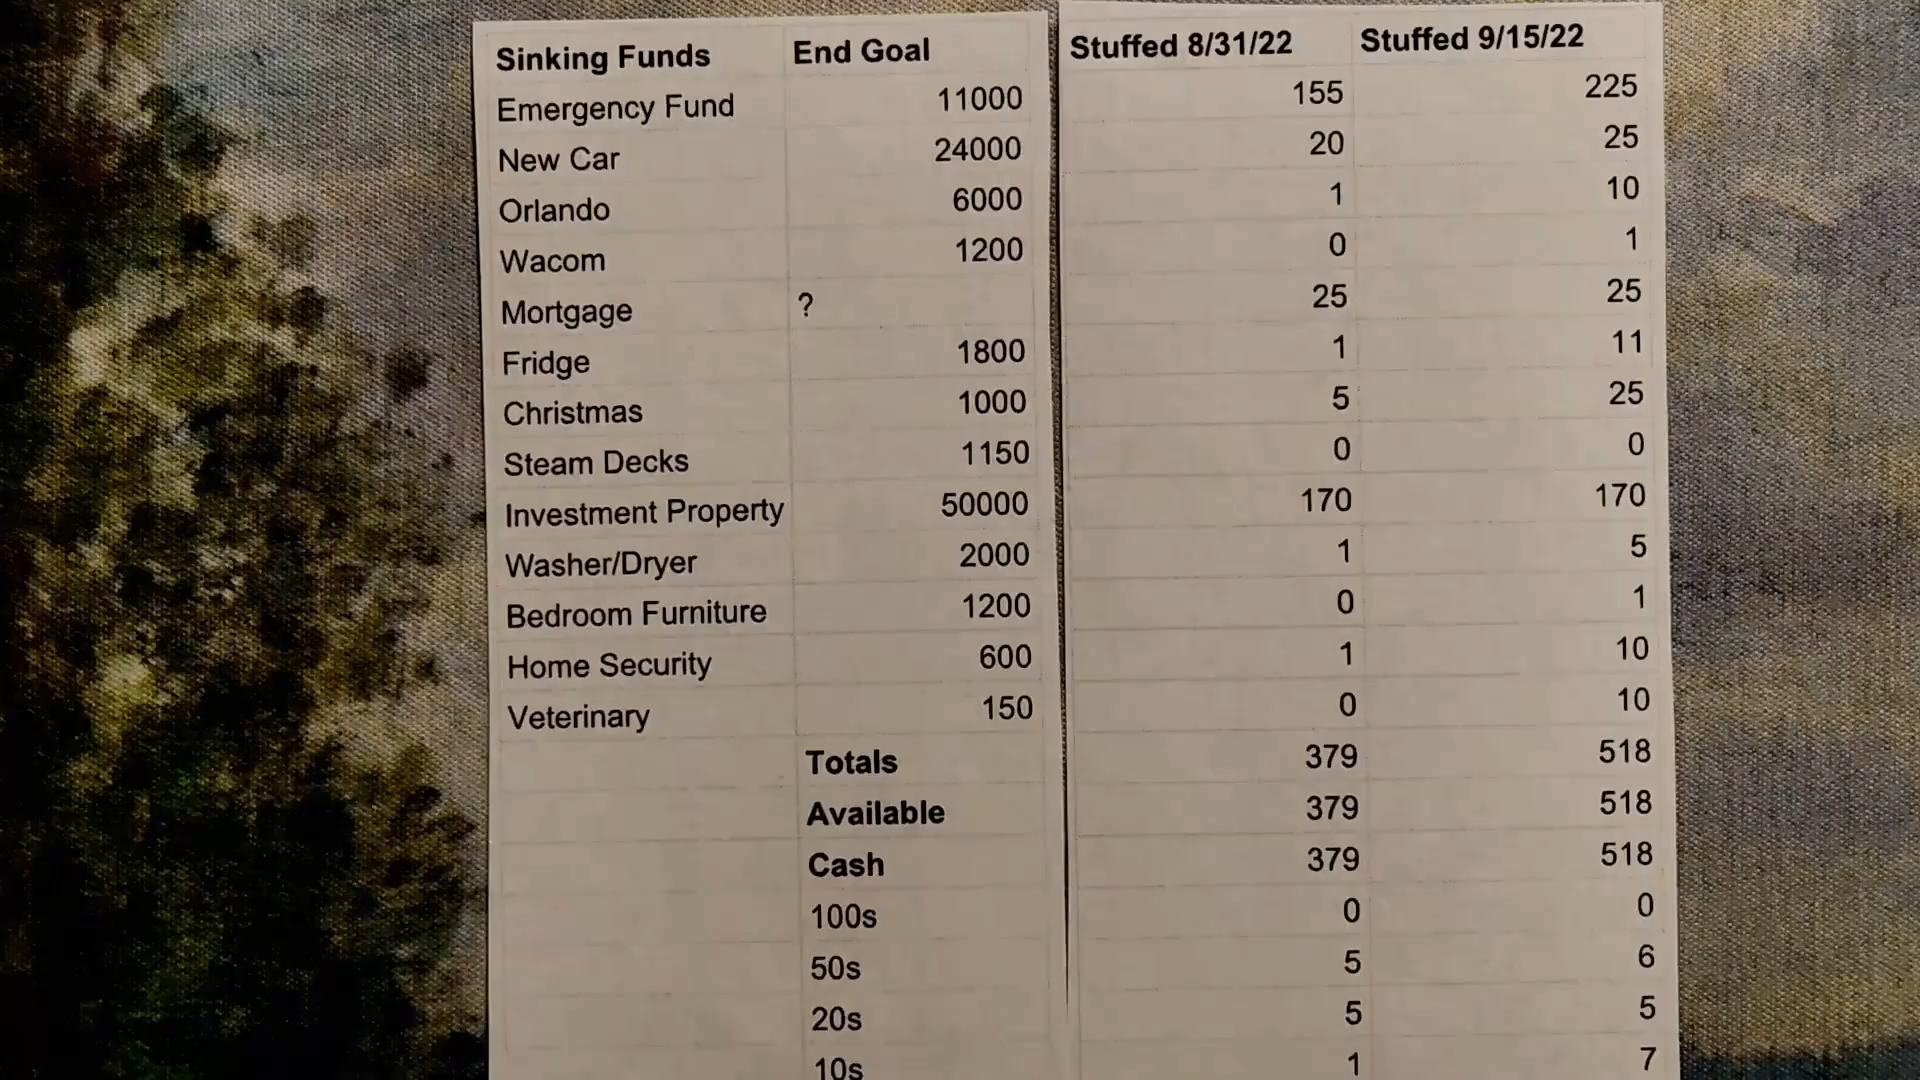 Sinking Funds End Goal Stuffed 8/31/22 Stuffed 9/15/22
Emergency Fund 11000 155 225
New Car 24000 20 25
Orlando 6000 1 10
Wacom 1200 0 1
Mortgage ? 25 25
Fridge 1800 1 11
Christmas 1000 5 25
Steam Decks 1150 0 0
Investment Property 50000 170 170
Washer/Dryer 2000 1 5
Bedroom Furniture 1200 0 1
Home Security 600 1 10
Veterinary 150 0 10
Totals 379 518
Available 379 518
Cash 379 518
100s 0 0
50s 5 6
20s 5 5
10s 1 7